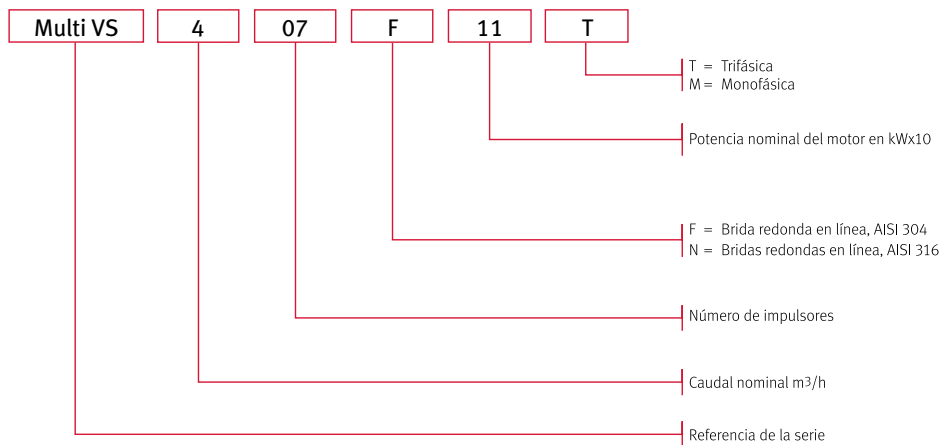 Multi VS 4 07 F 11 T
T = Trifásica
M = Monofásica
Potencia nominal del motor en kWx10
F = Brida redonda en línea, AISI 304
N = Bridas redondas en línea, AISI 316
Número de impulsores
Caudal nominal m3/h
Referencia de la serie